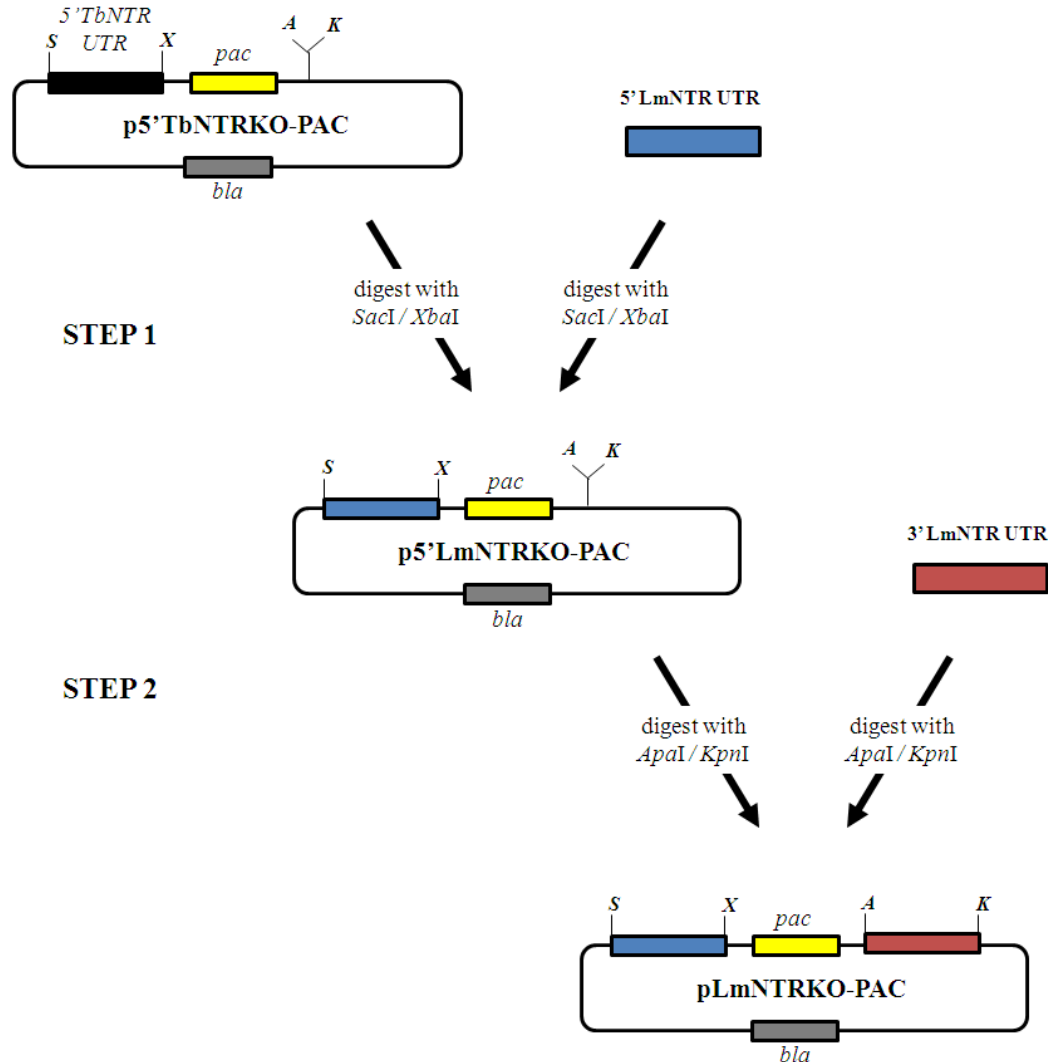 5’TbNTR
UTR
S
X
pac
A
K
p5’TbNTRKO-PAC
bla
5’ LmNTR UTR
digest with
SacI / XbaI
digest with
SacI / XbaI
STEP 1
S
X
pac
A
K
p5’LmNTRKO-PAC
bla
3’ LmNTR UTR
STEP 2
digest with
ApaI / KpnI
digest with
ApaI / KpnI
S
X
pac
A
K
pLmNTRKO-PAC
bla